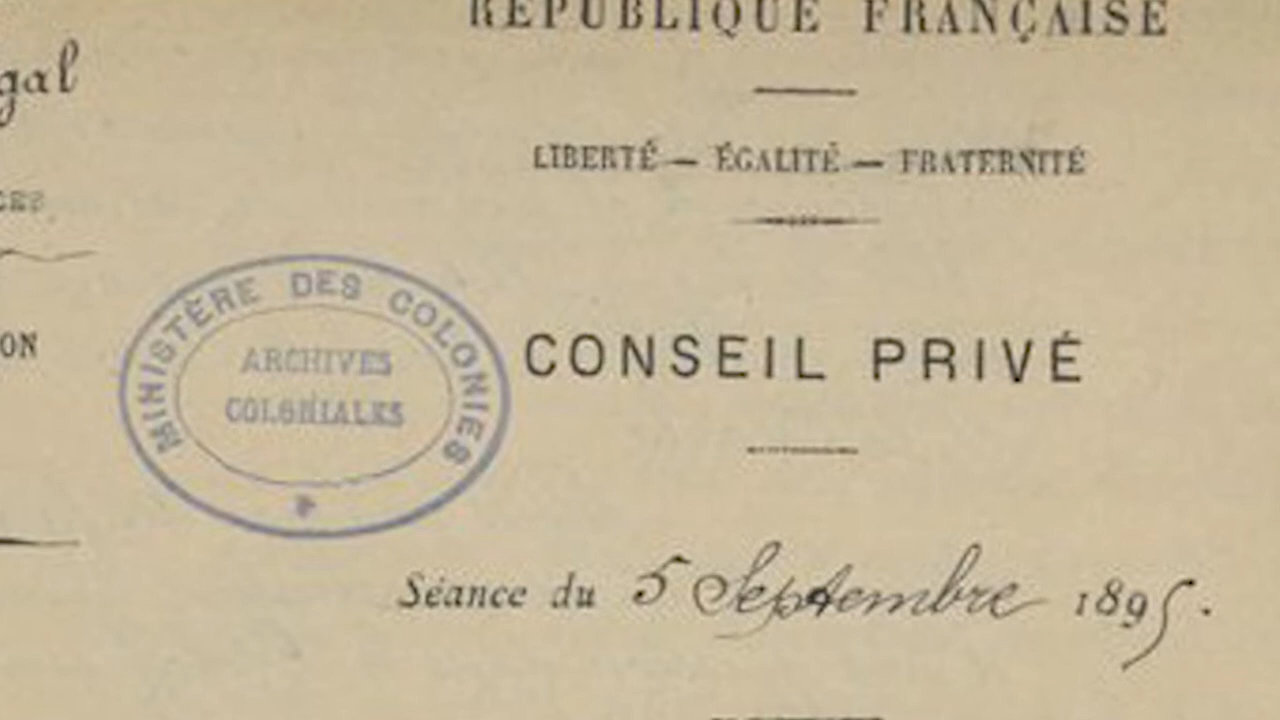 RÉPUBLIQUE FRANÇAISE
gal
LIBERTÉ — ÉGALITÉ — FRATERNITÉ
CES
MINISTÈRE DES COLONIES
ARCHIVES
COLONIALES
ON
CONSEIL PRIVÉ
Séance du 5 Septembre 1895.